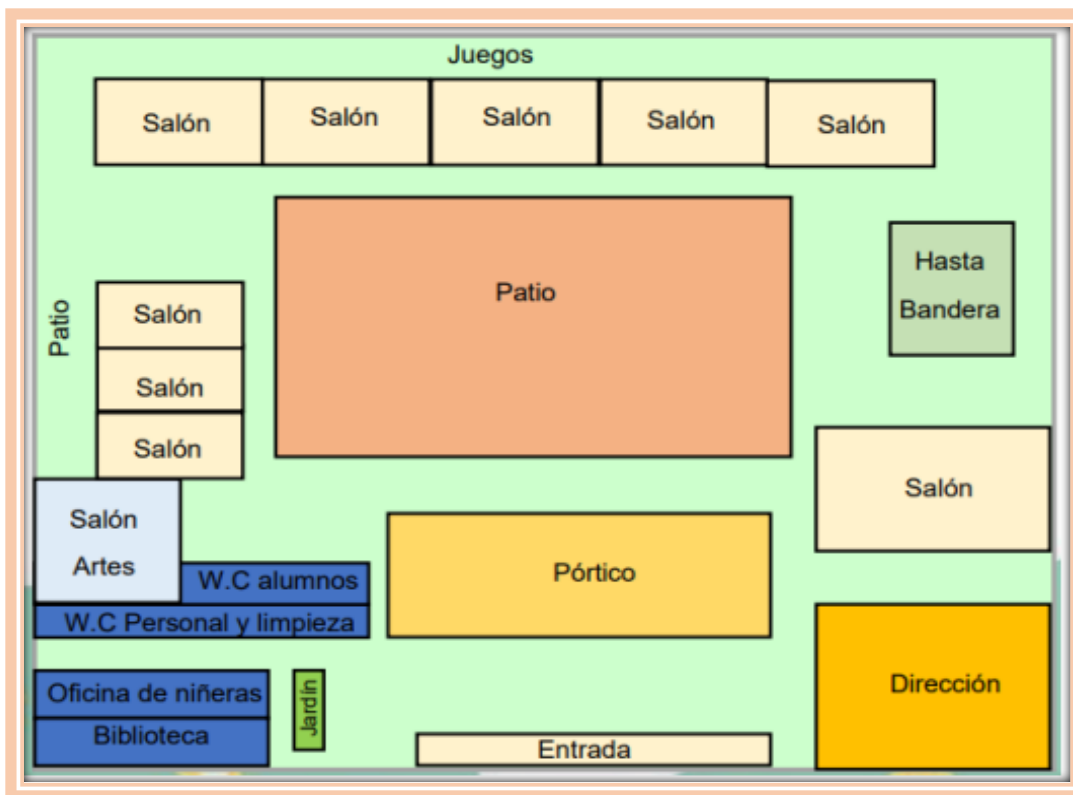 Juegos
Salón
Salón
Salón
Salón
Salón
Patio
Hasta
Bandera
Patio
Salón
Salón
Salón
Salón
Salón
Artes
W.C alumnos
Pórtico
W.C Personal y limpieza
Oficina de niñeras
Jardín
Dirección
Biblioteca
Entrada